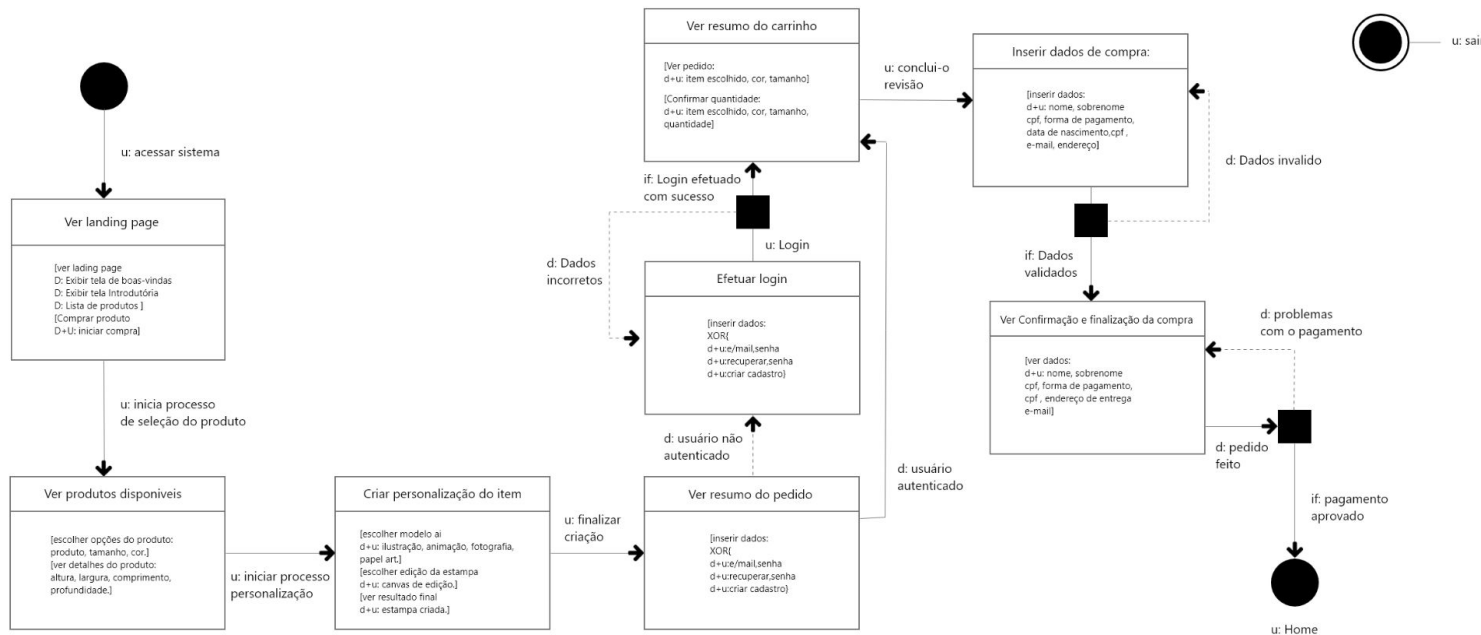 u: acessar sistema
Ver landing page
[ver lading page
D: Exibir tela de boas-vindas
D: Exibir tela Introdutória
D: Lista de produtos ]
[Comprar produto
D+U: iniciar compra]
u: inicia processo
de seleção do produto
Ver produtos disponiveis
[escolher opções do produto:
produto, tamanho, cor.]
[ver detalhes do produto:
altura, largura, comprimento,
profundidade.]
u: iniciar processo
personalização
Criar personalização do item
[escolher modelo ai
d+u: ilustração, animação, fotografia,
papel art.]
[escolher edição da estampa
d+u: canvas de edição.]
[ver resultado final
d+u: estampa criada.]
u: finalizar
criação
Ver resumo do pedido
[inserir dados:
XOR{
d+u:e/mail,senha
d+u:recuperar,senha
d+u:criar cadastro}
d: usuário não
autenticado
d: usuário
autenticado
Efetuar login
[inserir dados:
XOR{
d+u:e/mail,senha
d+u:recuperar,senha
d+u:criar cadastro}
u: Login
d: Dados
incorretos
if: Login efetuado
com sucesso
Ver resumo do carrinho
[Ver pedido:
d+u: item escolhido, cor, tamanho]
[Confirmar quantidade:
d+u: item escolhido, cor, tamanho,
quantidade]
u: conclui-o
revisão
Inserir dados de compra:
[inserir dados:
d+u: nome, sobrenome
cpf, forma de pagamento,
data de nascimento,cpf ,
e-mail, endereço]
d: Dados invalido
if: Dados
validados
Ver Confirmação e finalização da compra
[ver dados:
d+u: nome, sobrenome
cpf, forma de pagamento,
cpf , endereço de entrega
e-mail]
d: problemas
com o pagamento
d: pedido
feito
if: pagamento
aprovado
u: Home
u: sair